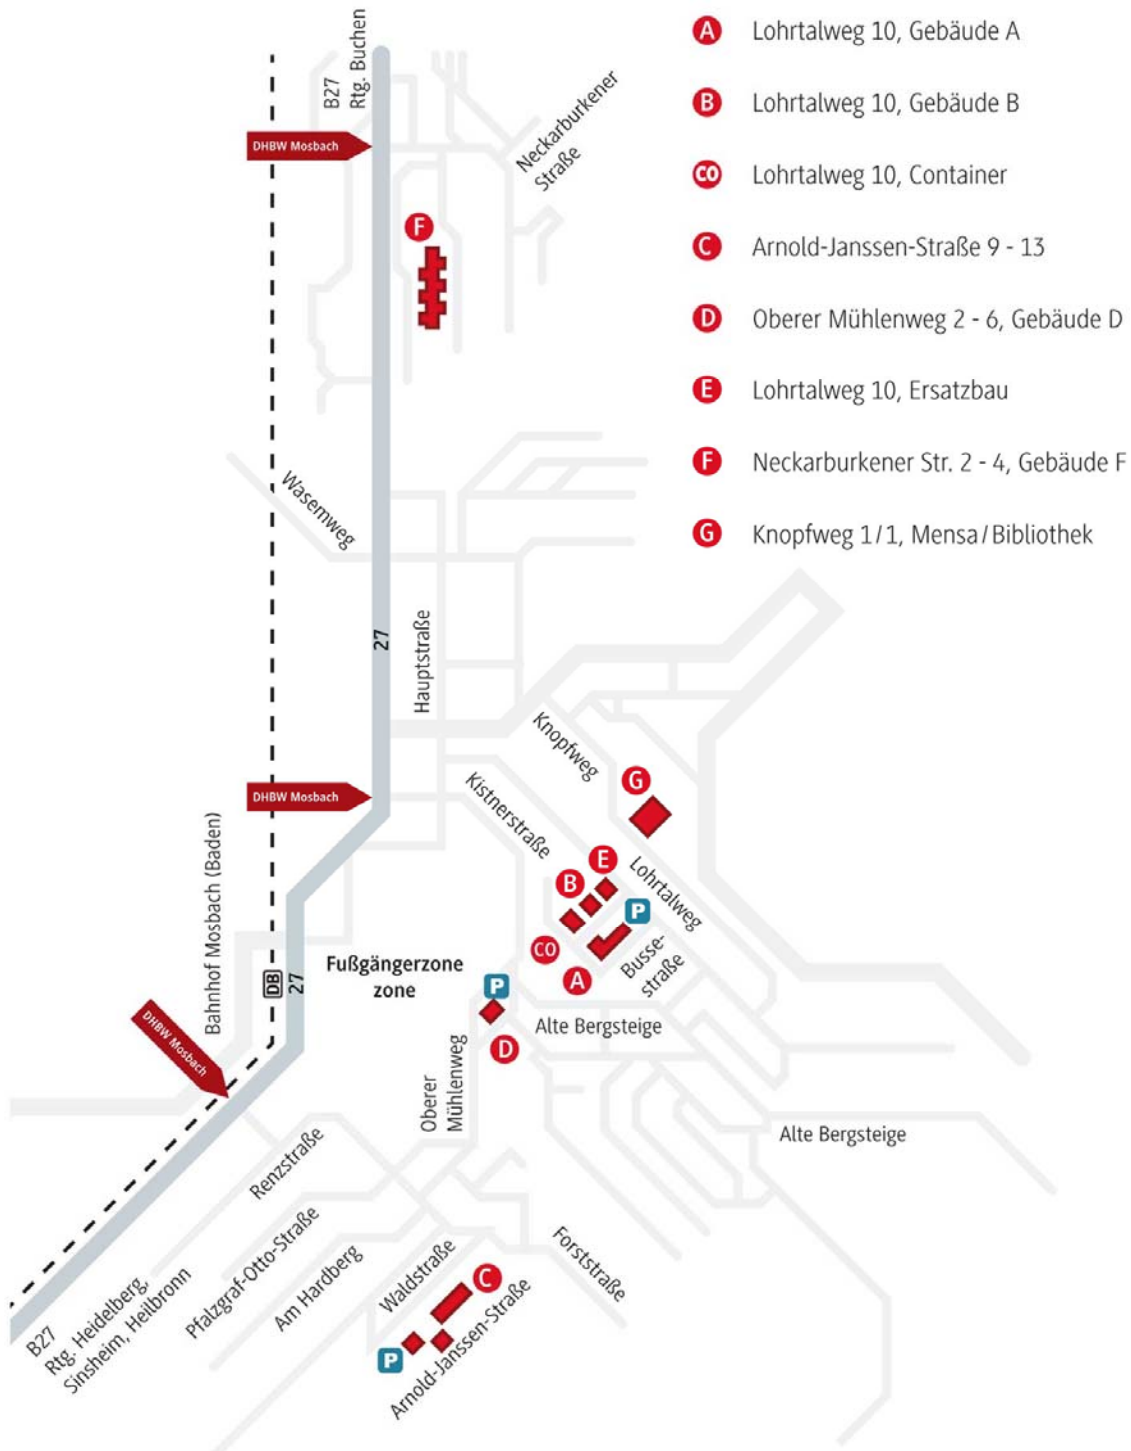 A Lohrtalweg 10, Gebäude A
B Lohrtalweg 10, Gebäude B
CO Lohrtalweg 10, Container
C Arnold-Janssen-Straße 9 - 13
D Oberer Mühlenweg 2 - 6, Gebäude D
E Lohrtalweg 10, Ersatzbau
F Neckarburkener Str. 2 - 4, Gebäude F
G Knopfweg 1/1, Mensa/Bibliothek
B27
Rtg. Buchen
Neckarburkener
Straße
DHBW Mosbach
F
Wasemweg
27
Hauptstraße
Knopfweg
G
DHBW Mosbach
Kistnerstraße
E
B
Lohrtalweg
P
CO
A
Busse-
straße
Bahnhof Mosbach (Baden)
DB
27
Fußgängerzone
zone
P
D
Alte Bergsteige
DHBW Mosbach
Oberer
Mühlenweg
Alte Bergsteige
Renzstraße
Pfalzgraf-Otto-Straße
Am Hardberg
Waldstraße
C
Forststraße
P
Arnold-Janssen-Straße
B27
Rtg. Heidelberg,
Sinsheim, Heilbronn